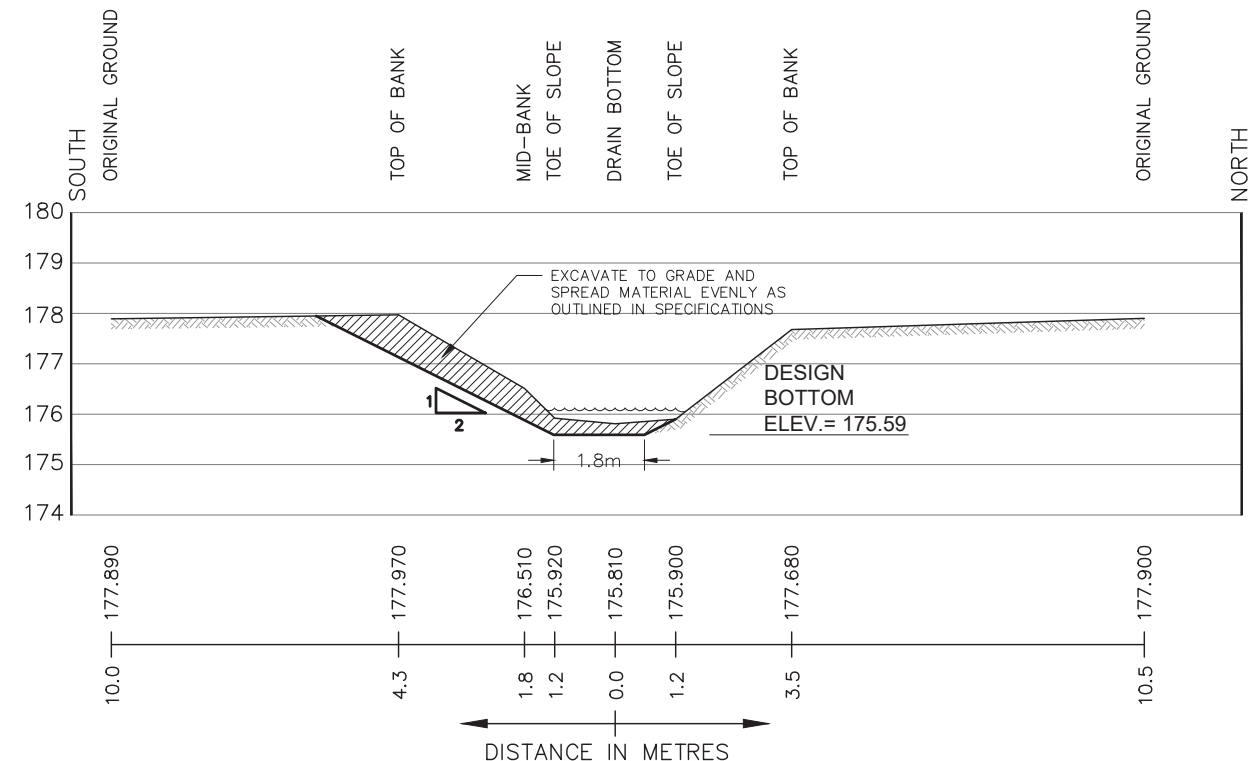 SOUTH
ORIGINAL GROUND
TOP OF BANK
MID-BANK
TOE OF SLOPE
DRAIN BOTTOM
TOE OF SLOPE
TOP OF BANK
ORIGINAL GROUND
NORTH
180
179
178
177
176
175
174
EXCAVATE TO GRADE AND
SPREAD MATERIAL EVENLY AS
OUTLINED IN SPECIFICATIONS
DESIGN
BOTTOM
ELEV.= 175.59
1
2
1.8m
177.890
177.970
176.510
175.920
175.810
175.900
177.680
177.900
10.0
4.3
1.8
1.2
0.0
1.2
3.5
10.5
DISTANCE IN METRES